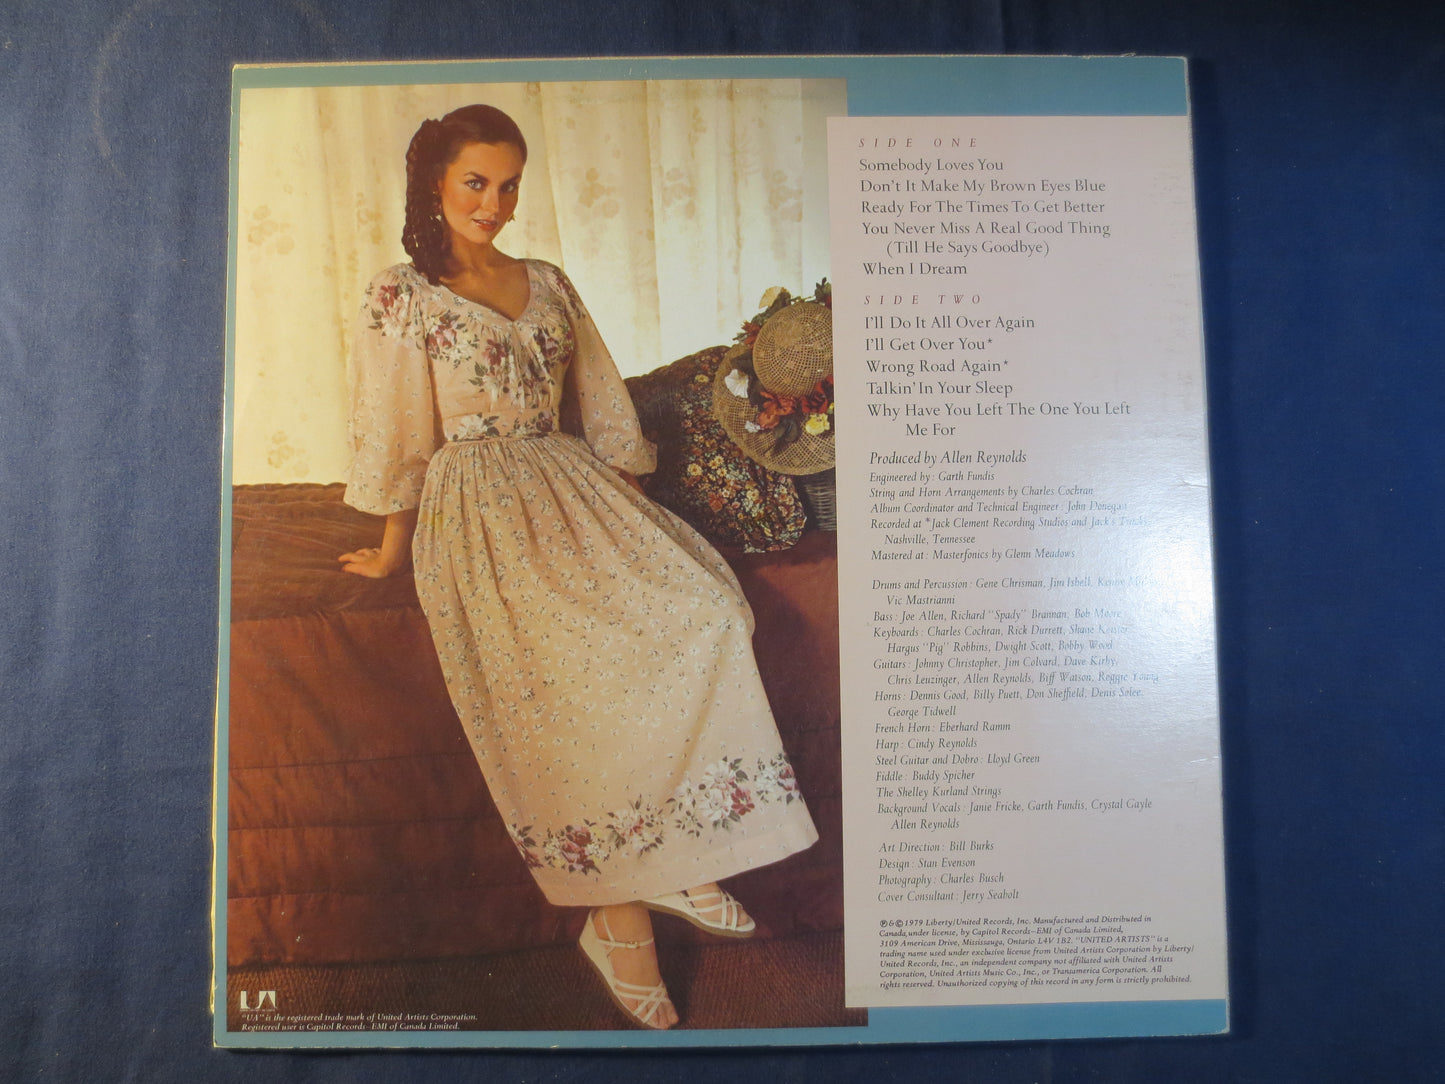 SIDE ONE
Somebody Loves You
Don't It Make My Brown Eyes Blue
Ready For The Times To Get Better
You Never Miss A Real Good Thing
(Till He Says Goodbye)
When I Dream
SIDE TWO
I'll Do It All Over Again
I'll Get Over You*
Wrong Road Again*
Talkin' In Your Sleep
Why Have You Left The One You Left
Me For
Produced by Allen Reynolds
Engineered by: Garth Fundis
String and Horn Arrangements by Charles Cochran
Album Coordinator and Technical Engineer: John Donegan
Recorded at *Jack Clement Recording Studios and Jack's Tracks,
Nashville, Tennessee
Mastered at: Masterfonics by Glenn Meadows
Drums and Percussion: Gene Chrisman, Jim Isbell, Kenny
Vic Mastrianni
Bass: Joe Allen, Richard "Spady" Brannan, Bob Moore
Keyboards: Charles Cochran, Rick Durrett, Shane Keister
Hargus "Pig" Robbins, Dwight Scott, Bobby Wood
Guitars: Johnny Christopher, Jim Colvard, Dave Kirby,
Chris Leuzinger, Allen Reynolds, Biff Watson, Reggie Young
Horns: Dennis Good, Billy Puett, Don Sheffield, Denis Solee,
George Tidwell
French Horn: Eberhard Ramm
Harp: Cindy Reynolds
Steel Guitar and Dobro: Lloyd Green
Fiddle: Buddy Spicher
The Shelley Kurland Strings
Background Vocals: Janie Fricke, Garth Fundis, Crystal Gayle
Allen Reynolds
Art Direction: Bill Burks
Design: Stan Evenson
Photography: Charles Busch
Cover Consultant: Jerry Seabolt
℗&©1979 Liberty/United Records, Inc. Manufactured and Distributed in
Canada, under license, by Capitol Records-EMI of Canada Limited,
3109 American Drive, Mississauga, Ontario L4V 1B2. "UNITED ARTISTS" is a
trading name used under exclusive license from United Artists Corporation by Liberty/
United Records, Inc., an independent company not affiliated with United Artists
Corporation, United Artists Music Co., Inc., or Transamerica Corporation. All
rights reserved. Unauthorized copying of this record in any form is strictly prohibited.
UA
"UA" is the registered trade mark of United Artists Corporation.
Registered user is Capitol Records-EMI of Canada Limited.